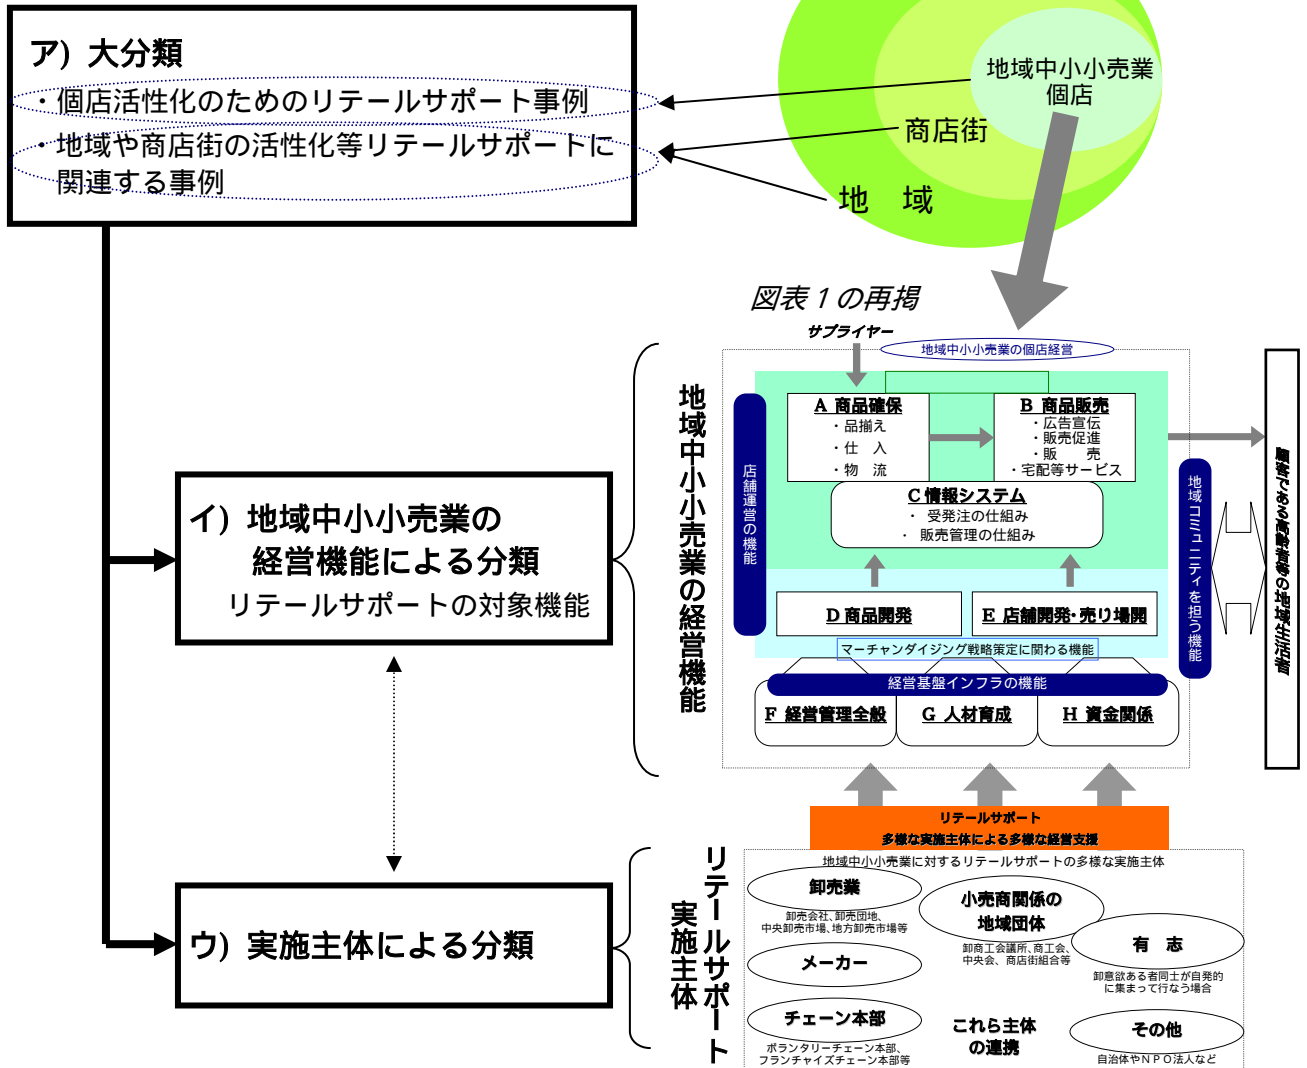 ア) 大分類
・個店活性化のためのリテールサポート事例
・地域や商店街の活性化等リテールサポートに
関連する事例
地域中小小売業
個店
商店街
地　域
図表１の再掲
サプライヤー
地域中小小売業の個店経営
地域中小小売業の経営機能
店舗運営の機能
A 商品確保
・品揃え
・仕　入
・物　流
B 商品販売
・広告宣伝
・販売促進
・販　　売
・宅配等サービス
C 情報システム
・ 受発注の仕組み
・ 販売管理の仕組み
D 商品開発
E 店舗開発・売り場開
マーチャンダイジング戦略策定に関わる機能
経営基盤インフラの機能
F 経営管理全般
G 人材育成
H 資金関係
地域コミュニティを担う機能
顧客である高齢者等の地域生活者
イ) 地域中小小売業の
経営機能による分類
リテールサポートの対象機能
リテールサポート
多様な実施主体による多様な経営支援
地域中小小売業に対するリテールサポートの多様な実施主体
ウ) 実施主体による分類
リテールサポート
実施主体
卸売業
卸売会社、卸売団地、
中央卸売市場、地方卸売市場等
小売商関係の
地域団体
卸商工会議所、商工会、
中央会、商店街組合等
有　志
卸意欲ある者同士が自発的
に集まって行なう場合
メーカー
チェーン本部
ボランタリーチェーン本部、
フランチャイズチェーン本部等
これら主体
の連携
その他
自治体やＮＰＯ法人など